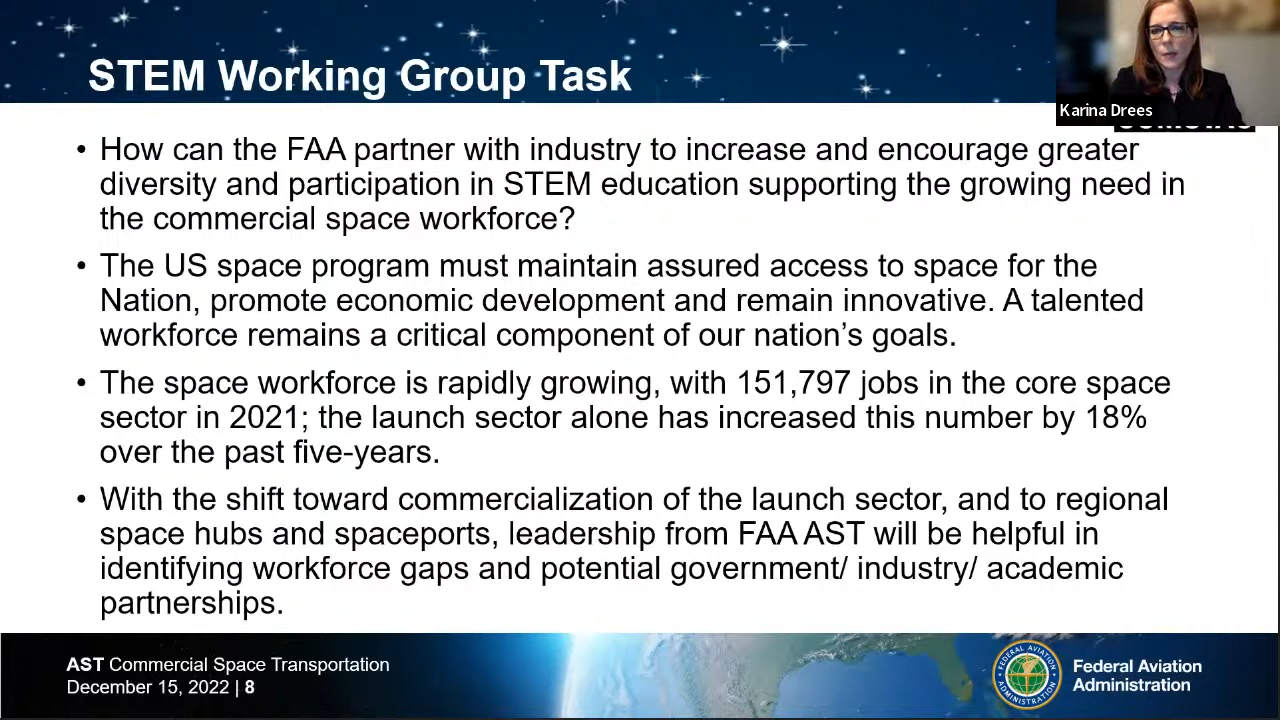 STEM Working Group Task
Karina Drees
• How can the FAA partner with industry to increase and encourage greater
diversity and participation in STEM education supporting the growing need in
the commercial space workforce?
• The US space program must maintain assured access to space for the
Nation, promote economic development and remain innovative. A talented
workforce remains a critical component of our nation’s goals.
• The space workforce is rapidly growing, with 151,797 jobs in the core space
sector in 2021; the launch sector alone has increased this number by 18%
over the past five-years.
• With the shift toward commercialization of the launch sector, and to regional
space hubs and spaceports, leadership from FAA AST will be helpful in
identifying workforce gaps and potential government/ industry/ academic
partnerships.
AST Commercial Space Transportation
December 15, 2022 | 8
FEDERAL AVIATION
ADMINISTRATION
Federal Aviation
Administration